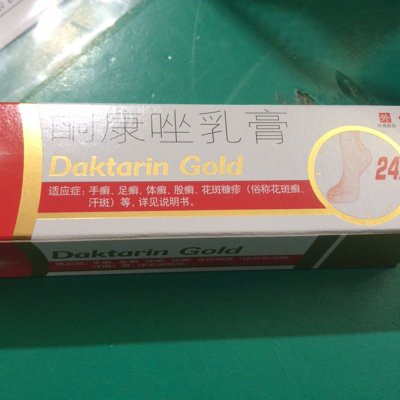 酮康唑乳膏
Daktarin Gold
适应症：手癣、足癣、体癣、股癣、花斑糠疹（俗称花斑癣、
汗斑）等，详见说明书。
外
24
Daktarin Gold